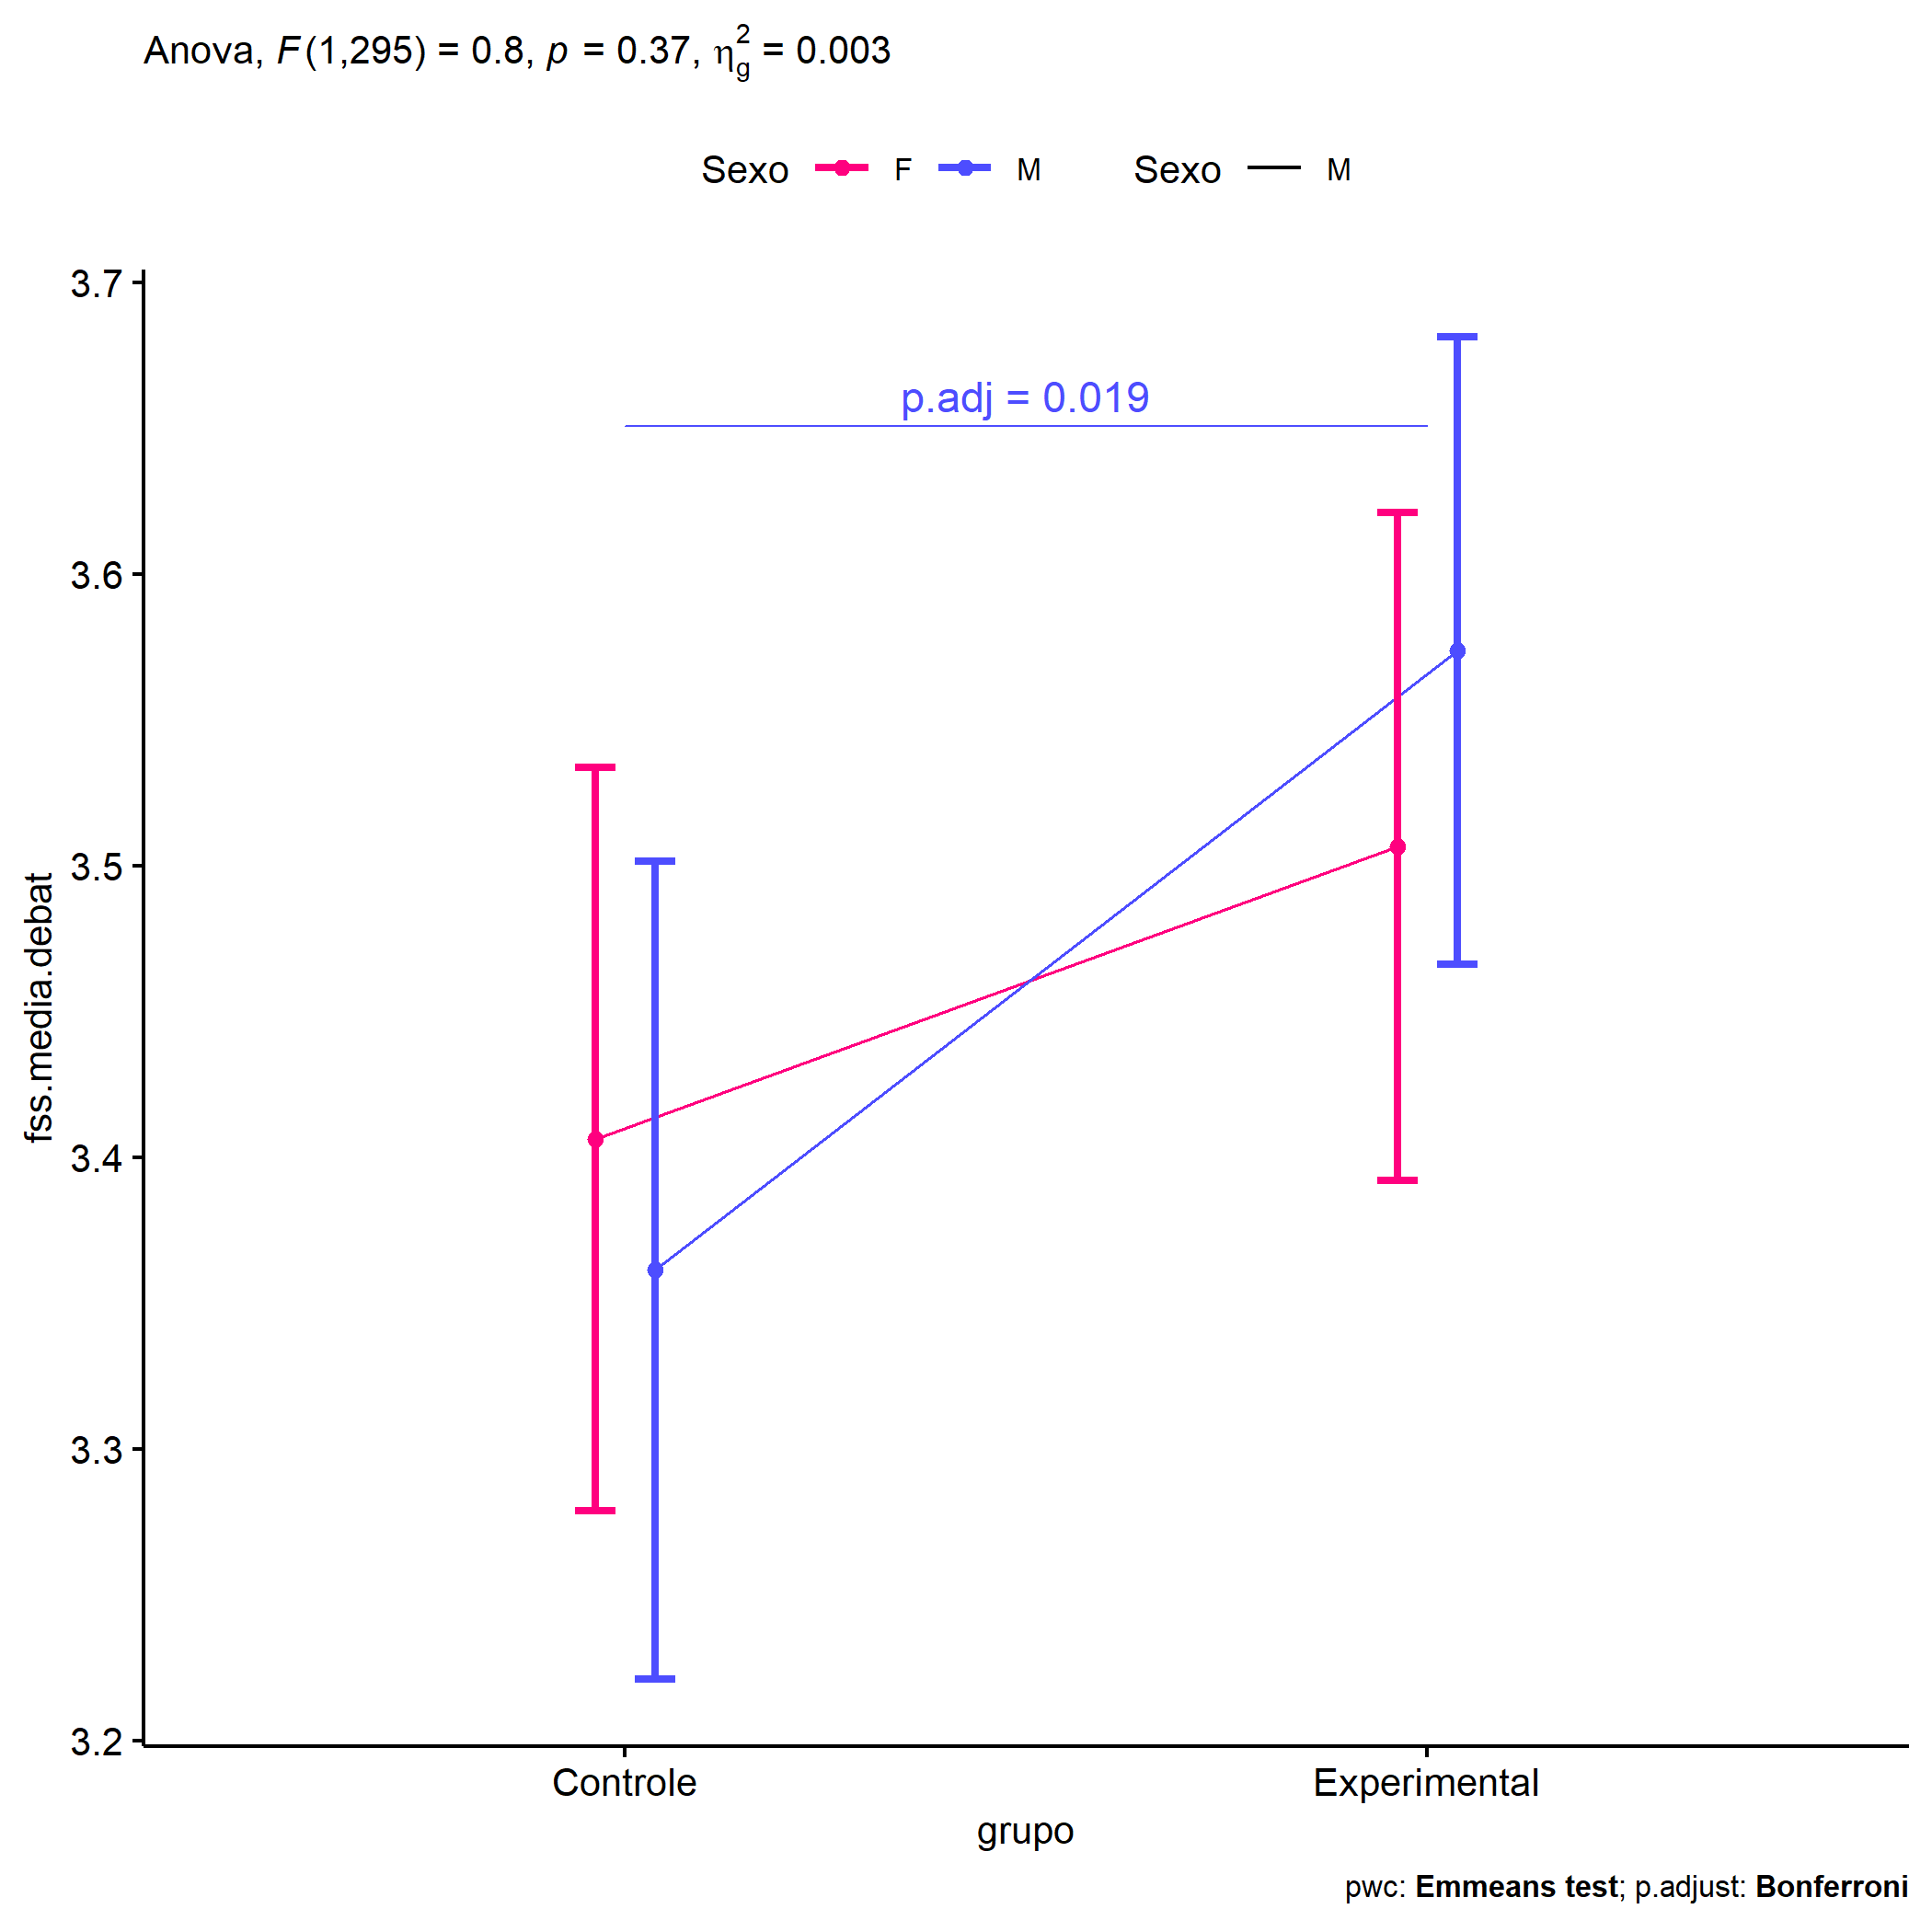 Anova, F(1,295) = 0.8, p = 0.37, η²g = 0.003
Sexo F M Sexo M
3.7
p.adj = 0.019
3.6
3.5
3.4
3.3
3.2
fss.media.debat
Controle Experimental
grupo
pwc: Emmeans test; p.adjust: Bonferroni